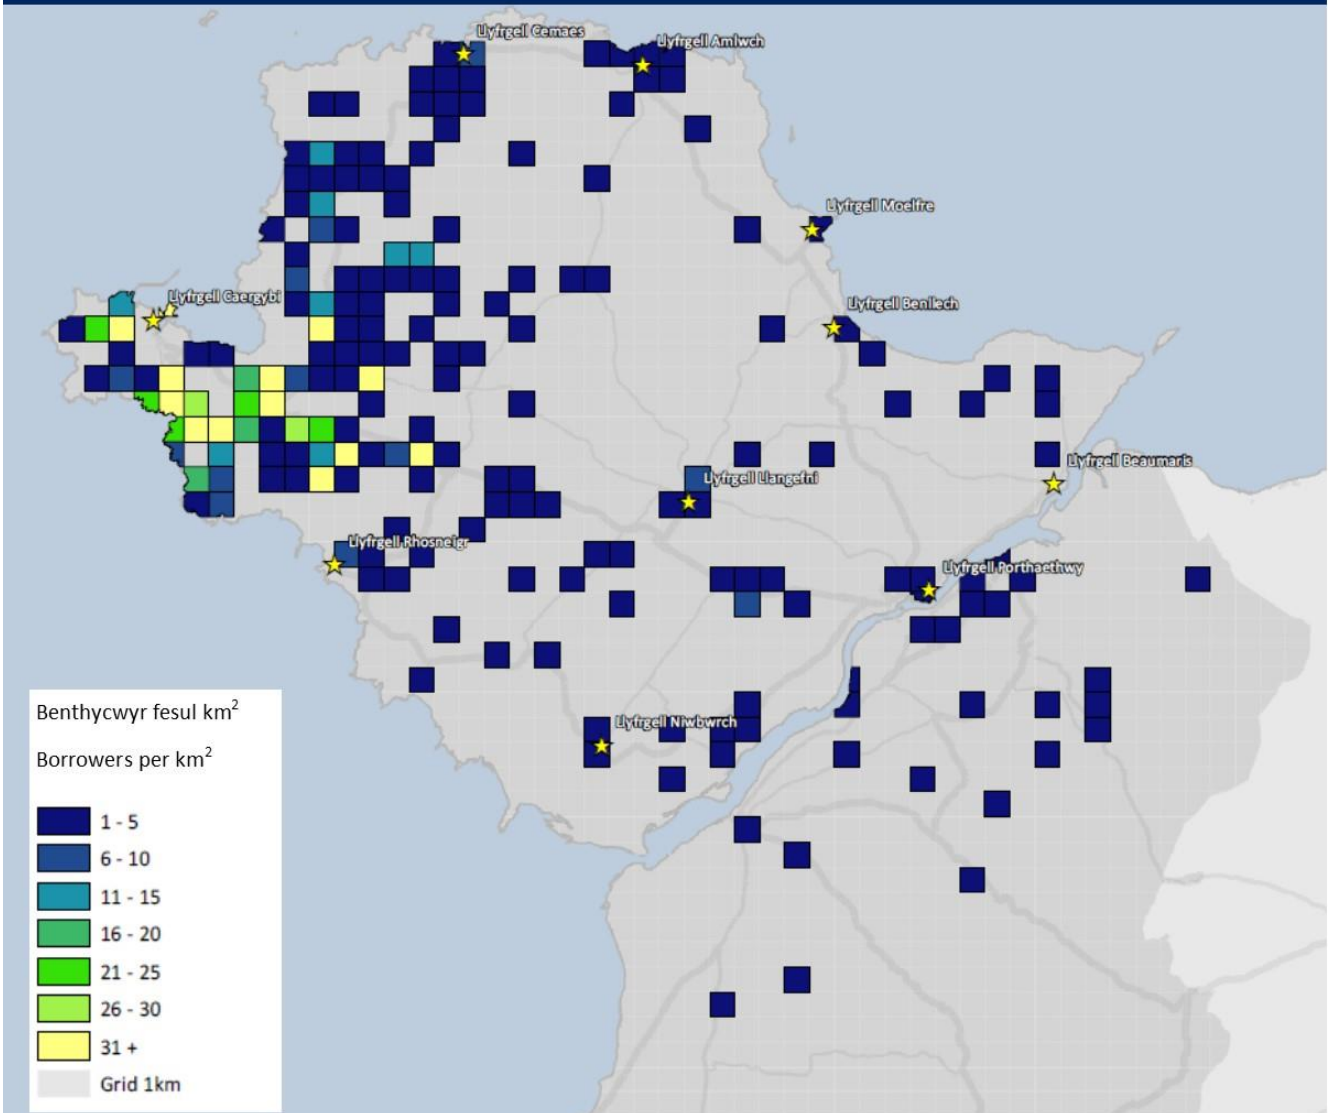 Llyfrgell Cemaes
Llyfrgell Amlwch
Llyfrgell Moelfre
Llyfrgell Caergybi
Llyfrgell Benllech
Llyfrgell Beaumaris
Llyfrgell Llangefni
Llyfrgell Rhosneigr
Llyfrgell Porthaethwy
Llyfrgell Niwbwrch
Benthycwyr fesul km²
Borrowers per km²
1 - 5
6 - 10
11 - 15
16 - 20
21 - 25
26 - 30
31 +
Grid 1km